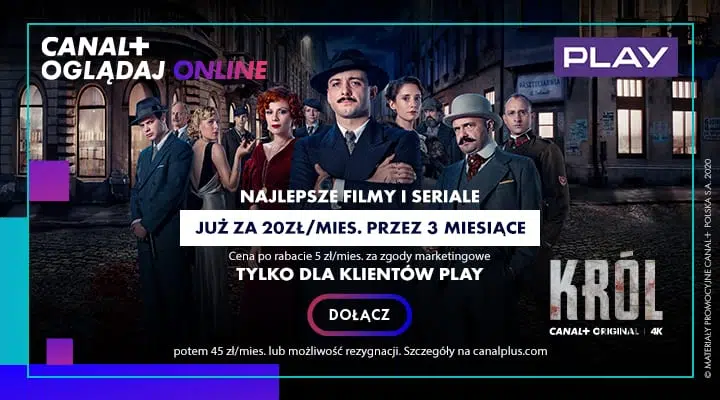 CANAL+
OGLĄDAJ ONLINE
PLAY
NAJLEPSZE FILMY I SERIALE
JUŻ ZA 20ZŁ/MIES. PRZEZ 3 MIESIĄCE
Cena po rabacie 5 zł/mies. za zgody marketingowe
TYLKO DLA KLIENTÓW PLAY
DOŁĄCZ
potem 45 zł/mies. lub możliwość rezygnacji. Szczegóły na canalplus.com
KRÓL
CANAL+ ORIGINAL | 4K
© MATERIAŁY PROMOCYJNE CANAL+ POLSKA S.A. 2020